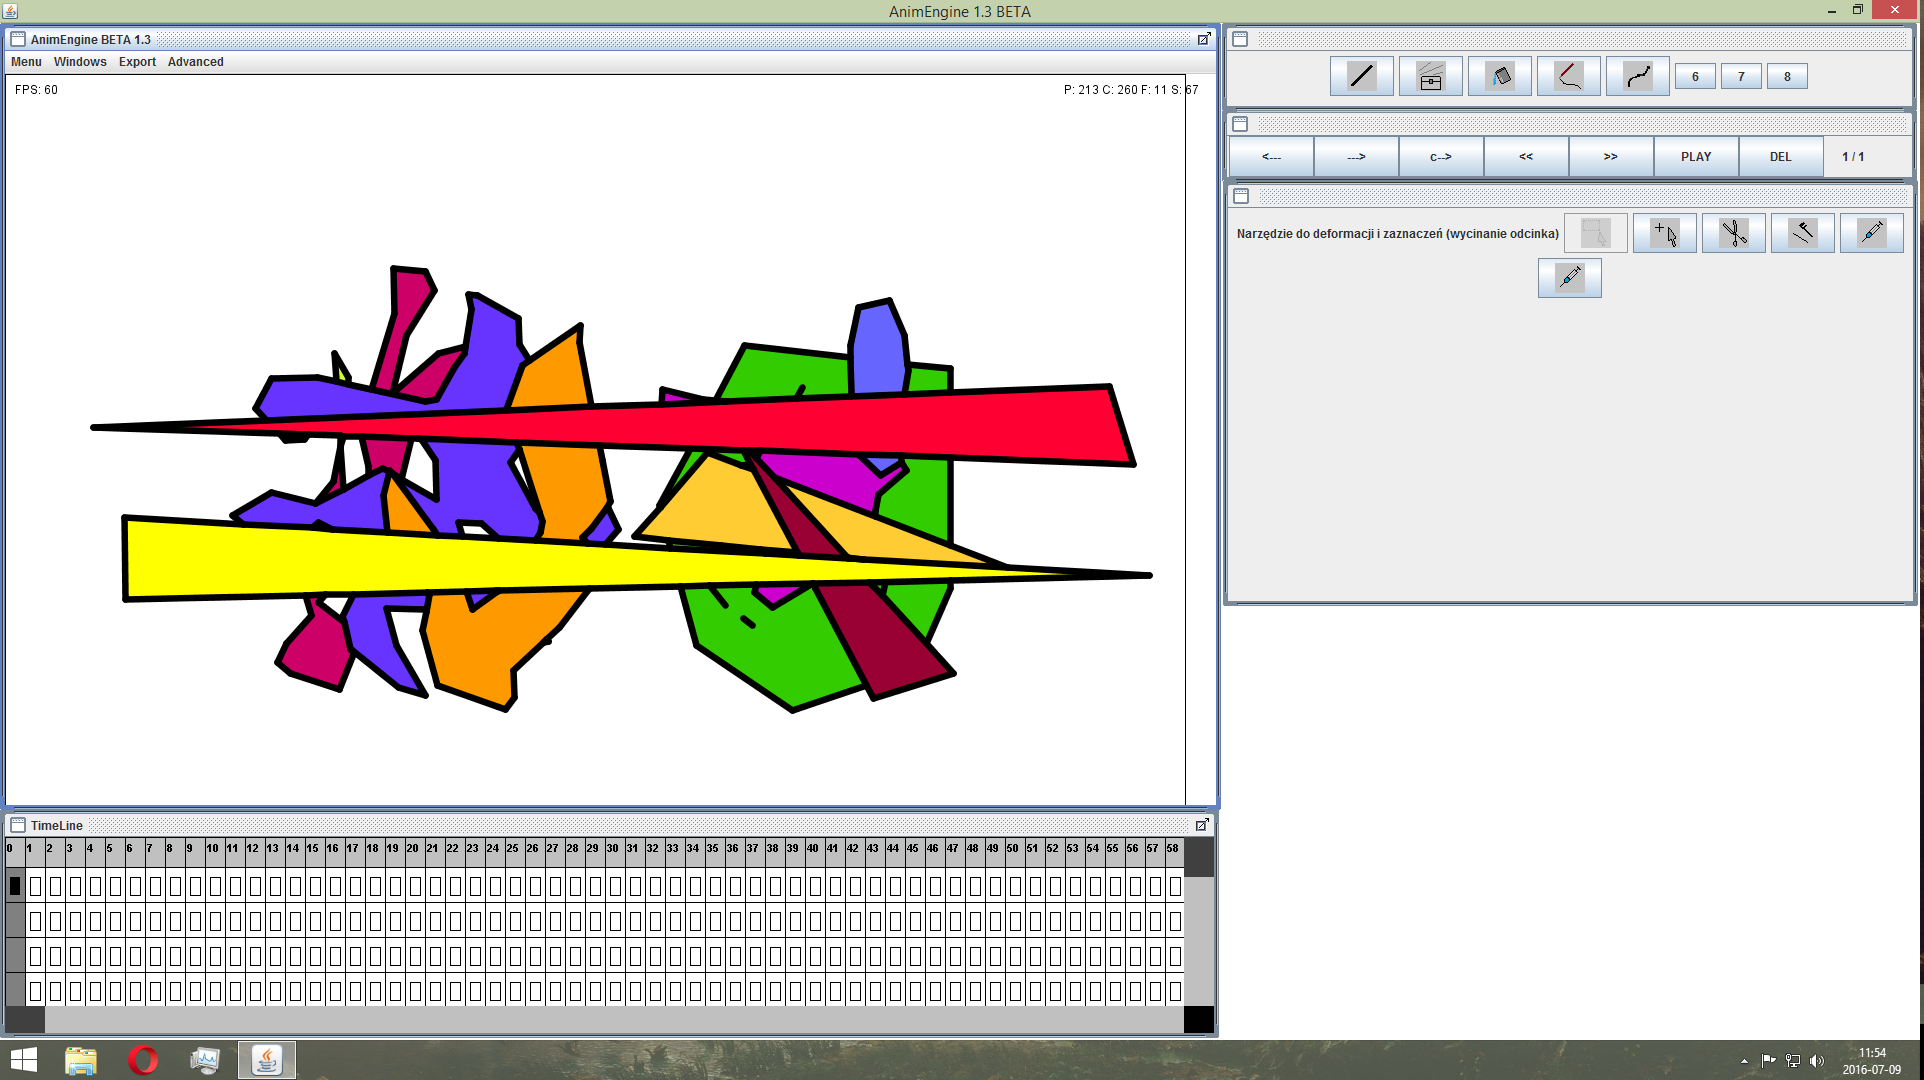 AnimEngine 1.3 BETA
AnimEngine BETA 1.3
Menu Windows Export Advanced
FPS: 60
P: 213 C: 260 F: 11 S: 67
6 7 8
<--- ---> c--> << >> PLAY DEL 1 / 1
Narzędzie do deformacji i zaznaczeń (wycinanie odcinka)
TimeLine
0 1 2 3 4 5 6 7 8 9 10 11 12 13 14 15 16 17 18 19 20 21 22 23 24 25 26 27 28 29 30 31 32 33 34 35 36 37 38 39 40 41 42 43 44 45 46 47 48 49 50 51 52 53 54 55 56 57 58
11:54
2016-07-09